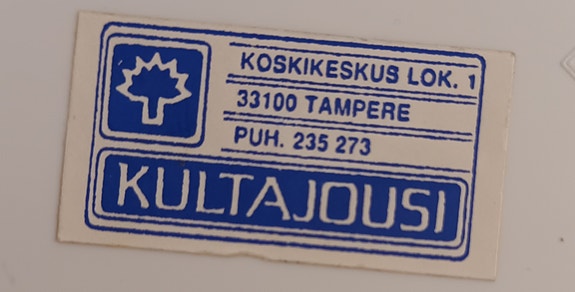 KOSKIKESKUS LOK. 1
33100 TAMPERE
PUH. 235 273
KULTAJOUSI